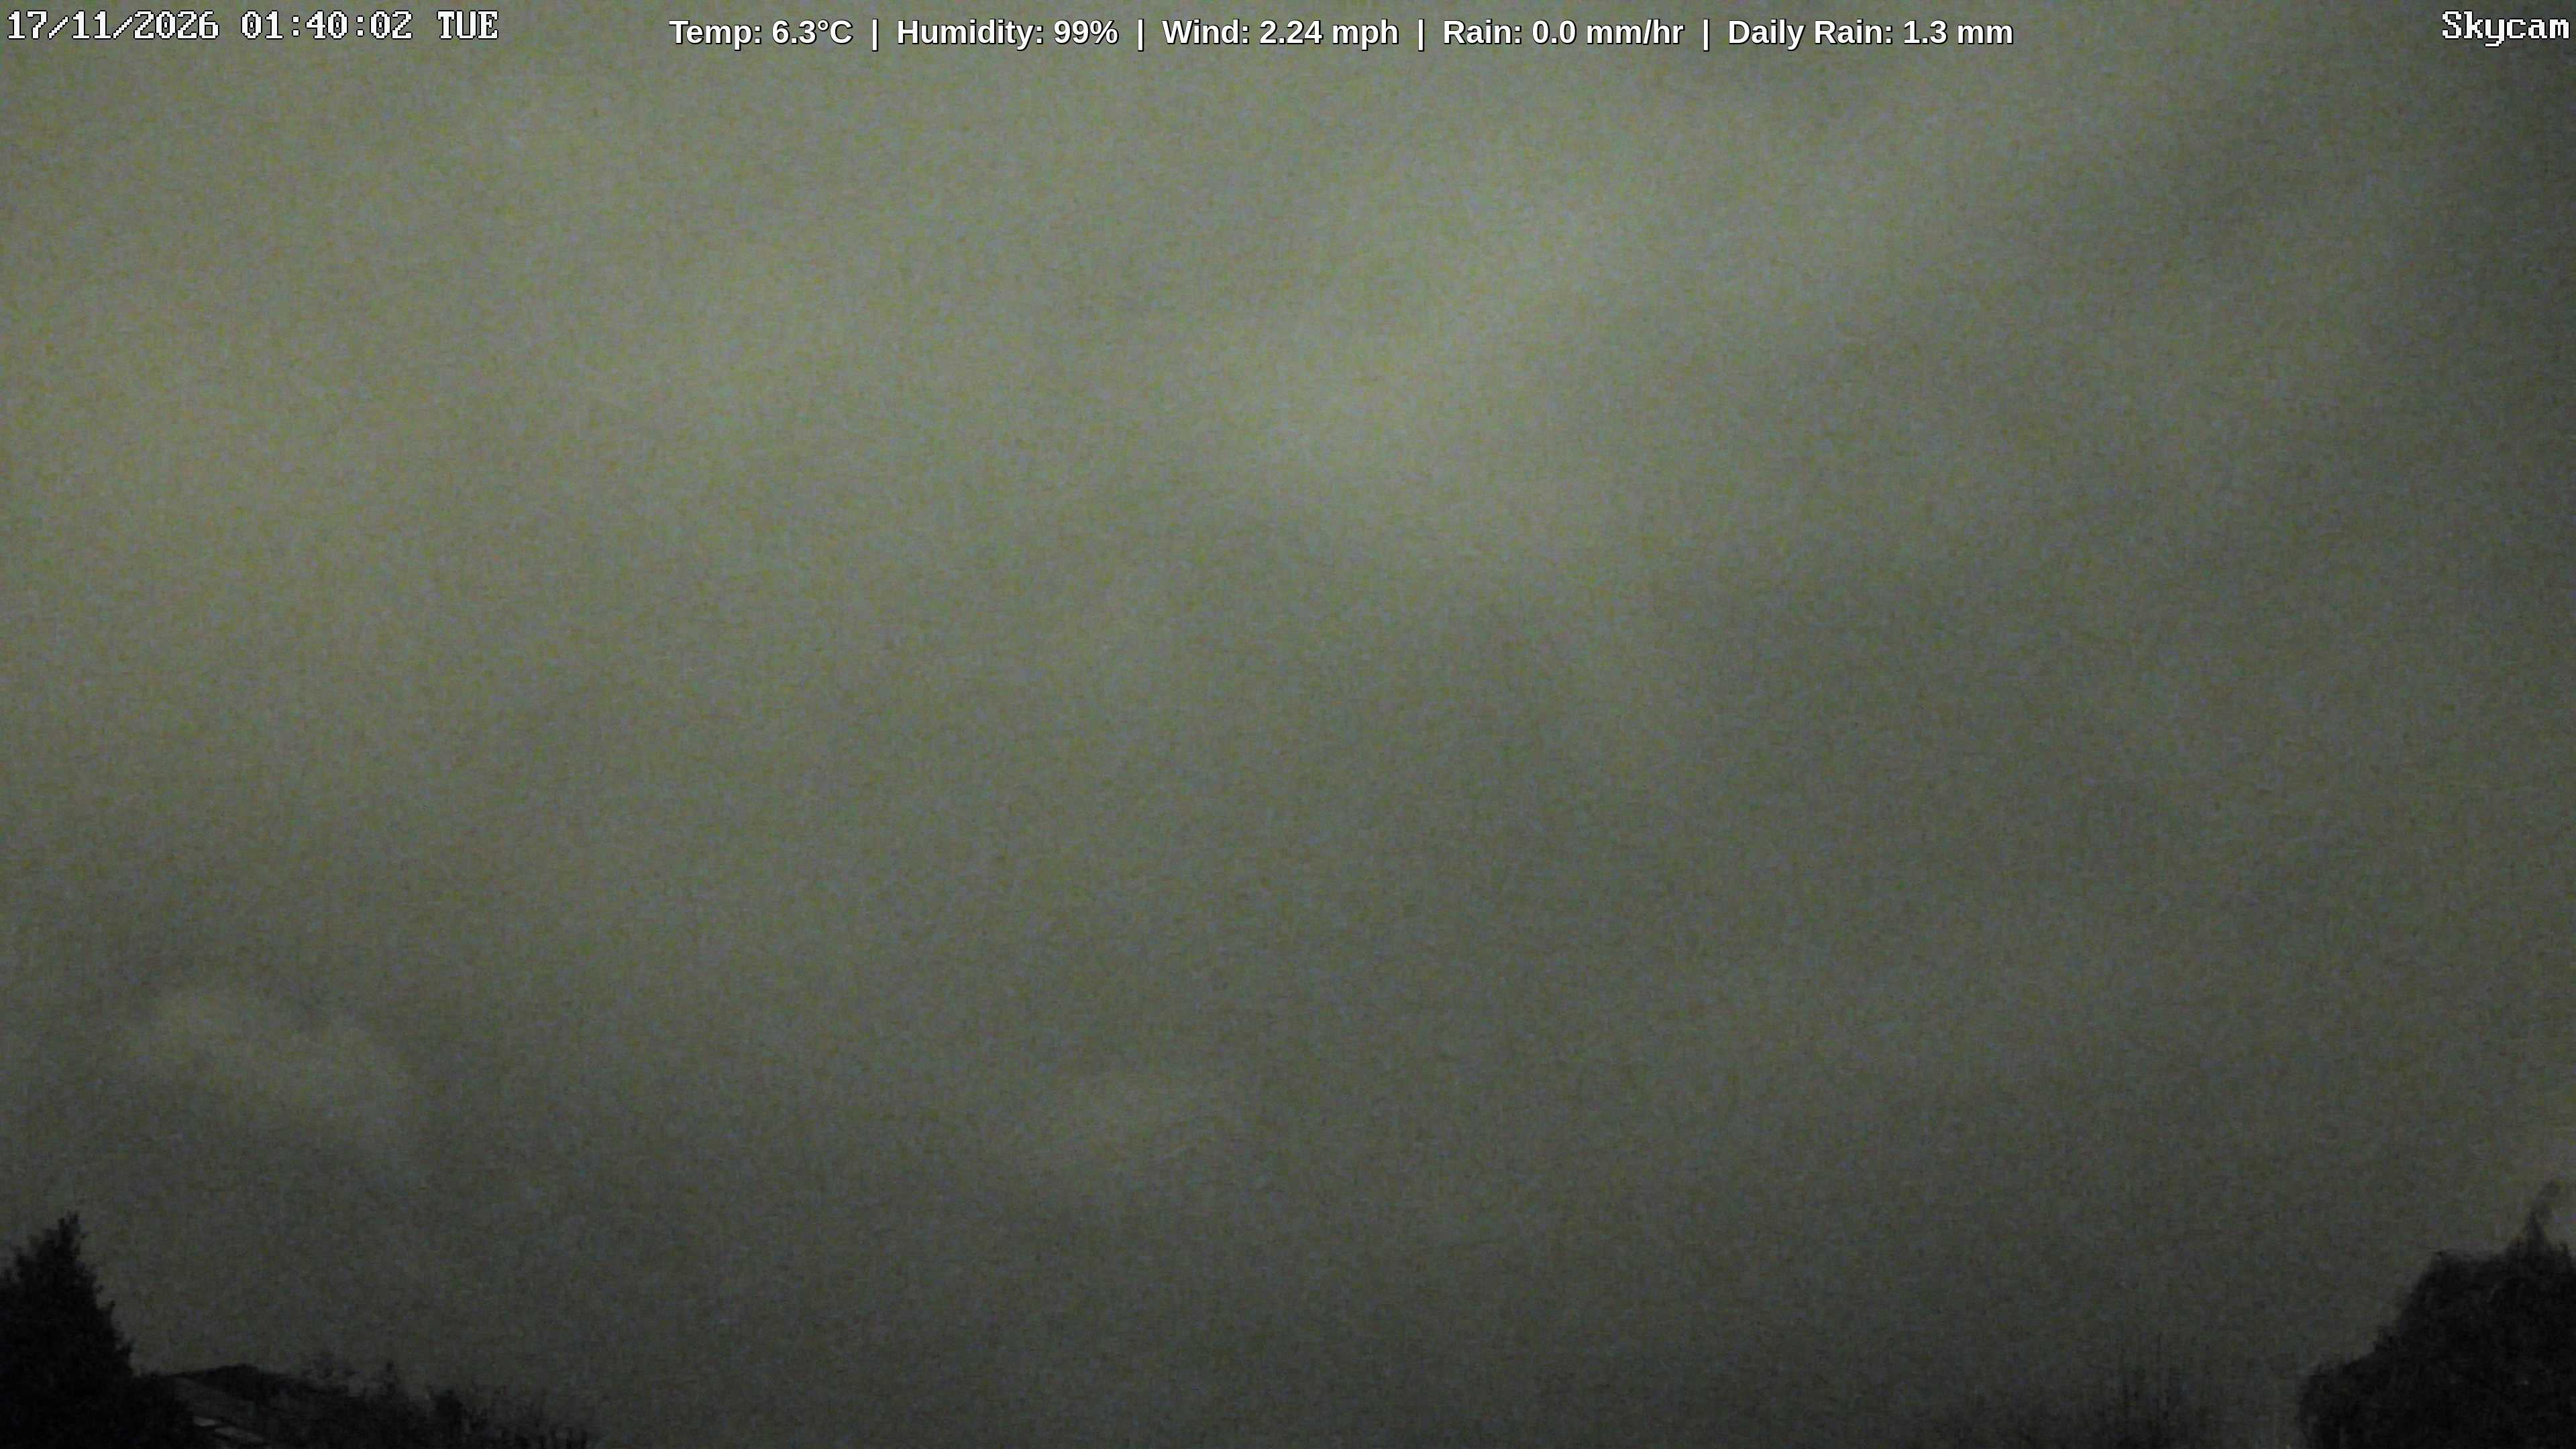 17/11/2026 01:40:02 TUE
Temp: 6.3°C | Humidity: 99% | Wind: 2.24 mph | Rain: 0.0 mm/hr | Daily Rain: 1.3 mm
Skycam